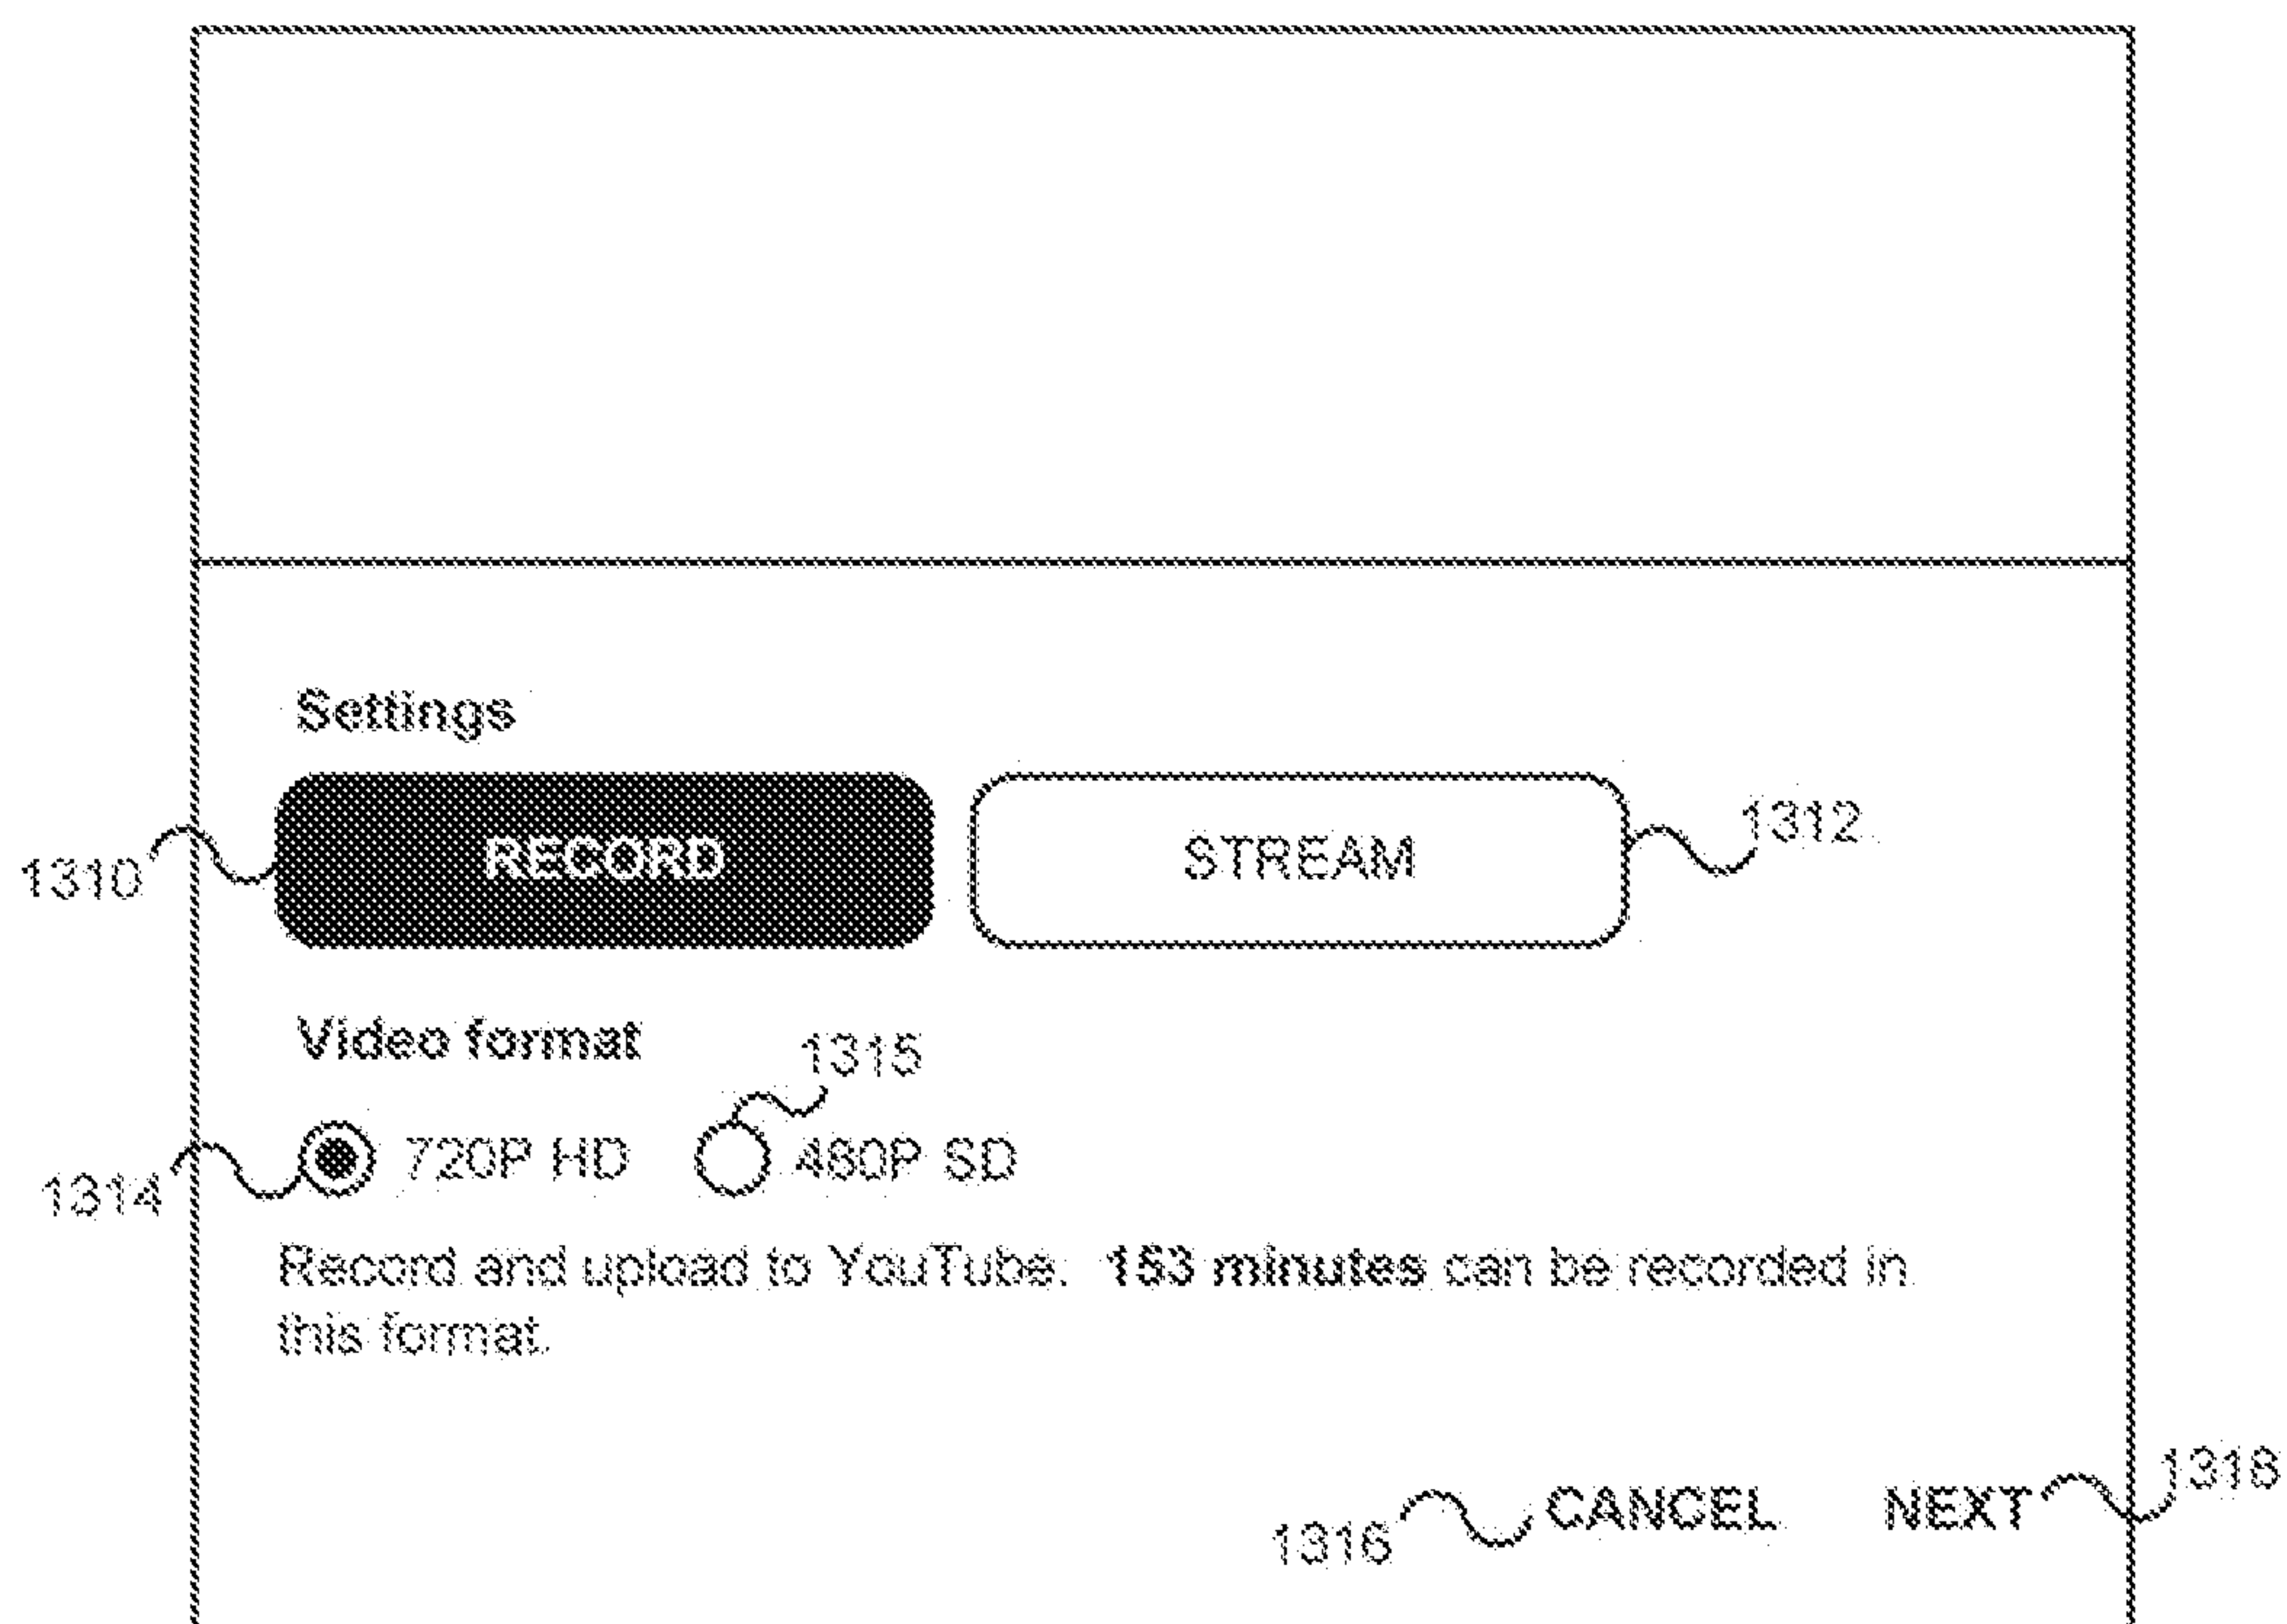 Settings
1310 RECORD STREAM 1312
Video format
1315
1314 720P HD 480P SD
Record and upload to YouTube. 153 minutes can be recorded in
this format.
1316 CANCEL NEXT 1318